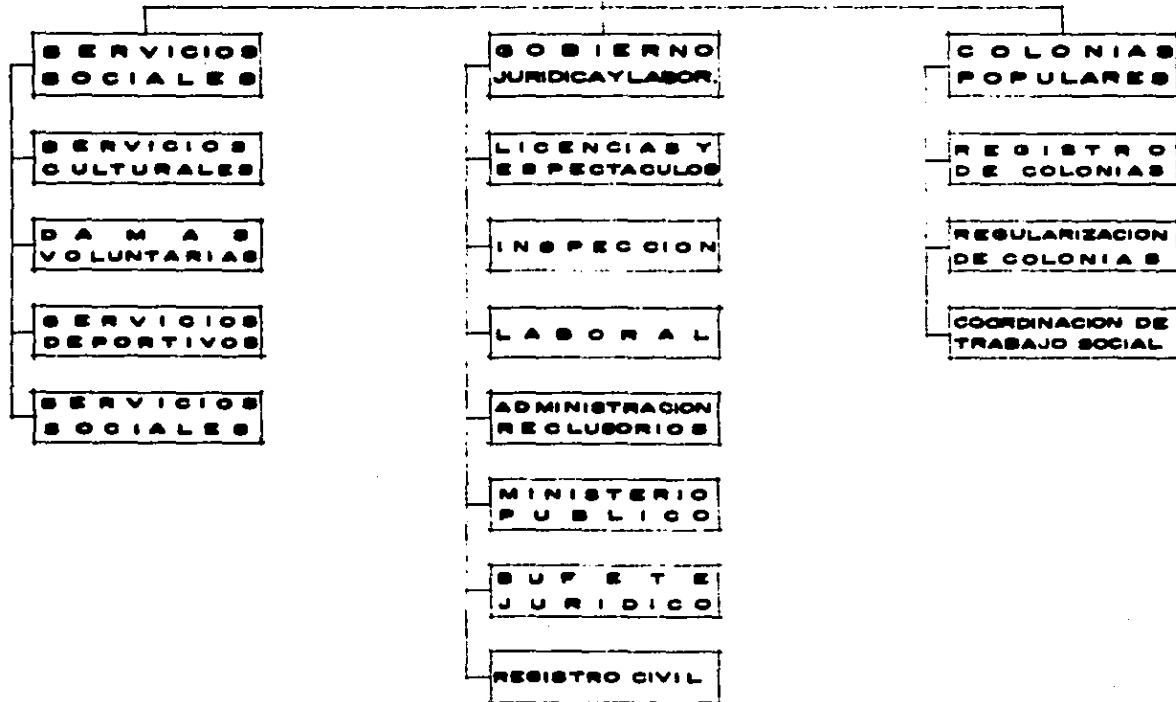 SERVICIOS
SOCIALES
SERVICIOS
CULTURALES
DAMAS
VOLUNTARIAS
SERVICIOS
DEPORTIVOS
SERVICIOS
SOCIALES
GOBIERNO
JURIDICA Y LABOR.
LICENCIAS Y
ESPECTACULOS
INSPECCION
LABORAL
ADMINISTRACION
RECLUSORIOS
MINISTERIO
PUBLICO
BUFETE
JURIDICO
REGISTRO CIVIL
COLONIAS
POPULARES
REGISTRO
DE COLONIAS
REGULARIZACION
DE COLONIAS
COORDINACION DE
TRABAJO SOCIAL